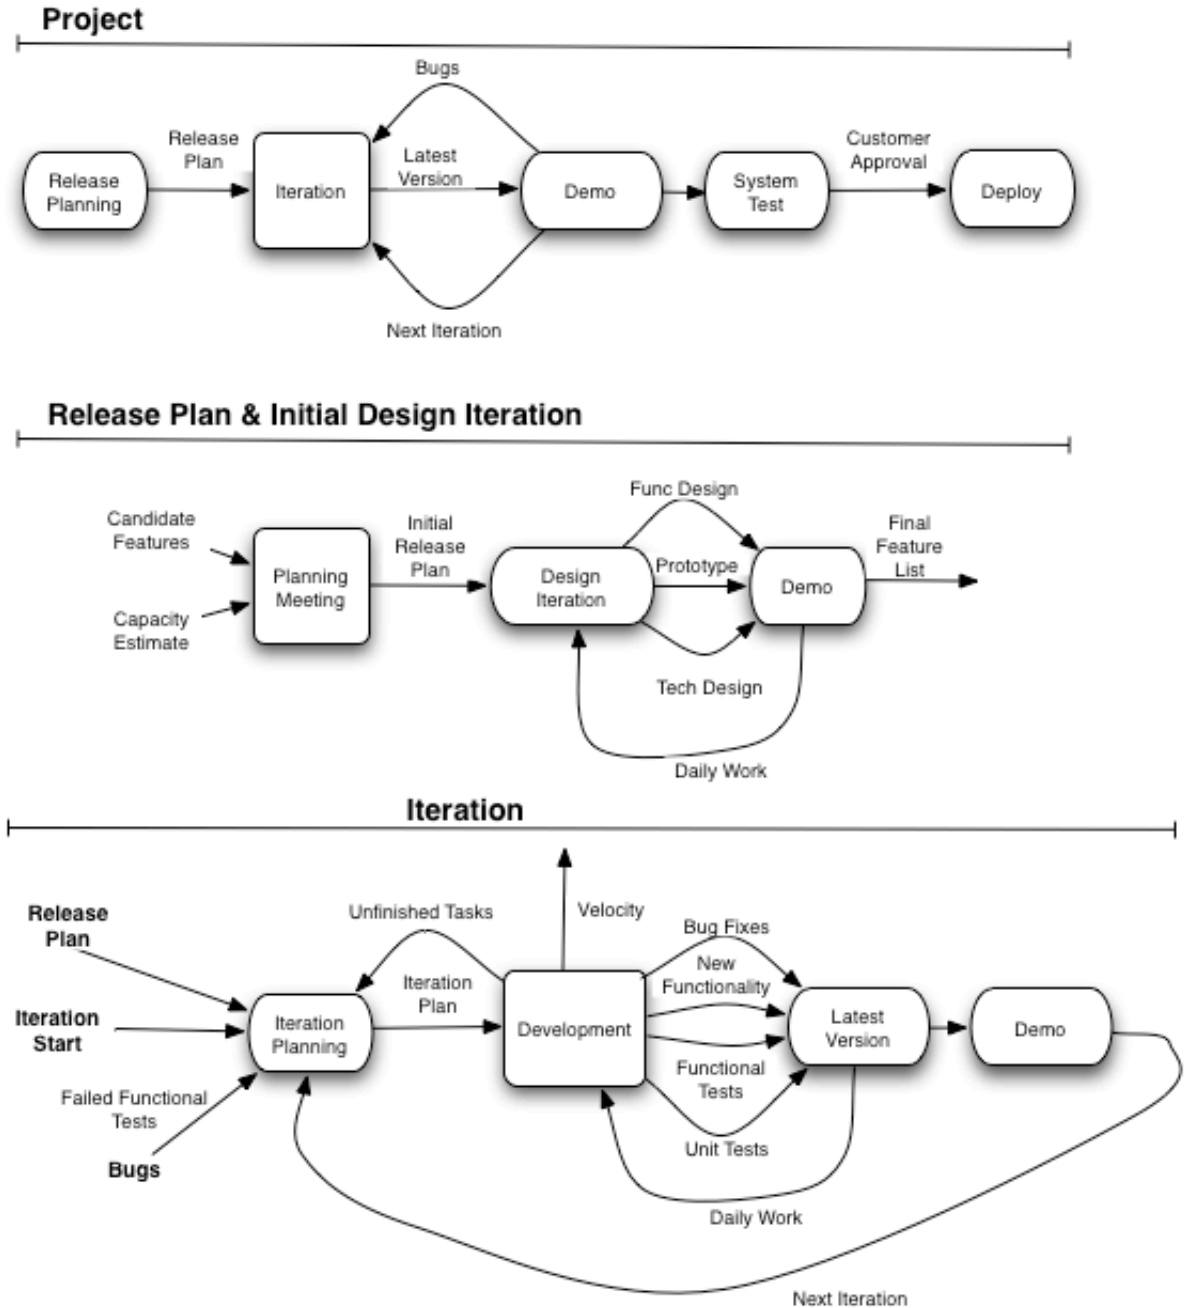 Project
Bugs
Release
Plan
Latest
Version
Customer
Approval
Release
Planning
Iteration
Demo
System
Test
Deploy
Next Iteration
Release Plan & Initial Design Iteration
Candidate
Features
Capacity
Estimate
Planning
Meeting
Initial
Release
Plan
Design
Iteration
Func Design
Prototype
Tech Design
Demo
Final
Feature
List
Daily Work
Iteration
Release
Plan
Iteration
Start
Failed Functional
Tests
Bugs
Unfinished Tasks
Velocity
Iteration
Planning
Iteration
Plan
Development
Bug Fixes
New
Functionality
Functional
Tests
Unit Tests
Latest
Version
Demo
Daily Work
Next Iteration